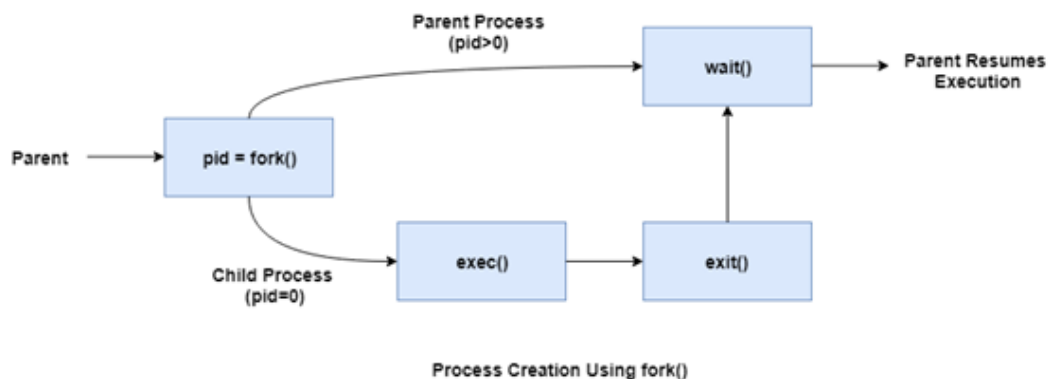 Parent Process
(pid>0)
wait()
Parent Resumes
Execution
Parent
pid = fork()
Child Process
(pid=0)
exec()
exit()
Process Creation Using fork()